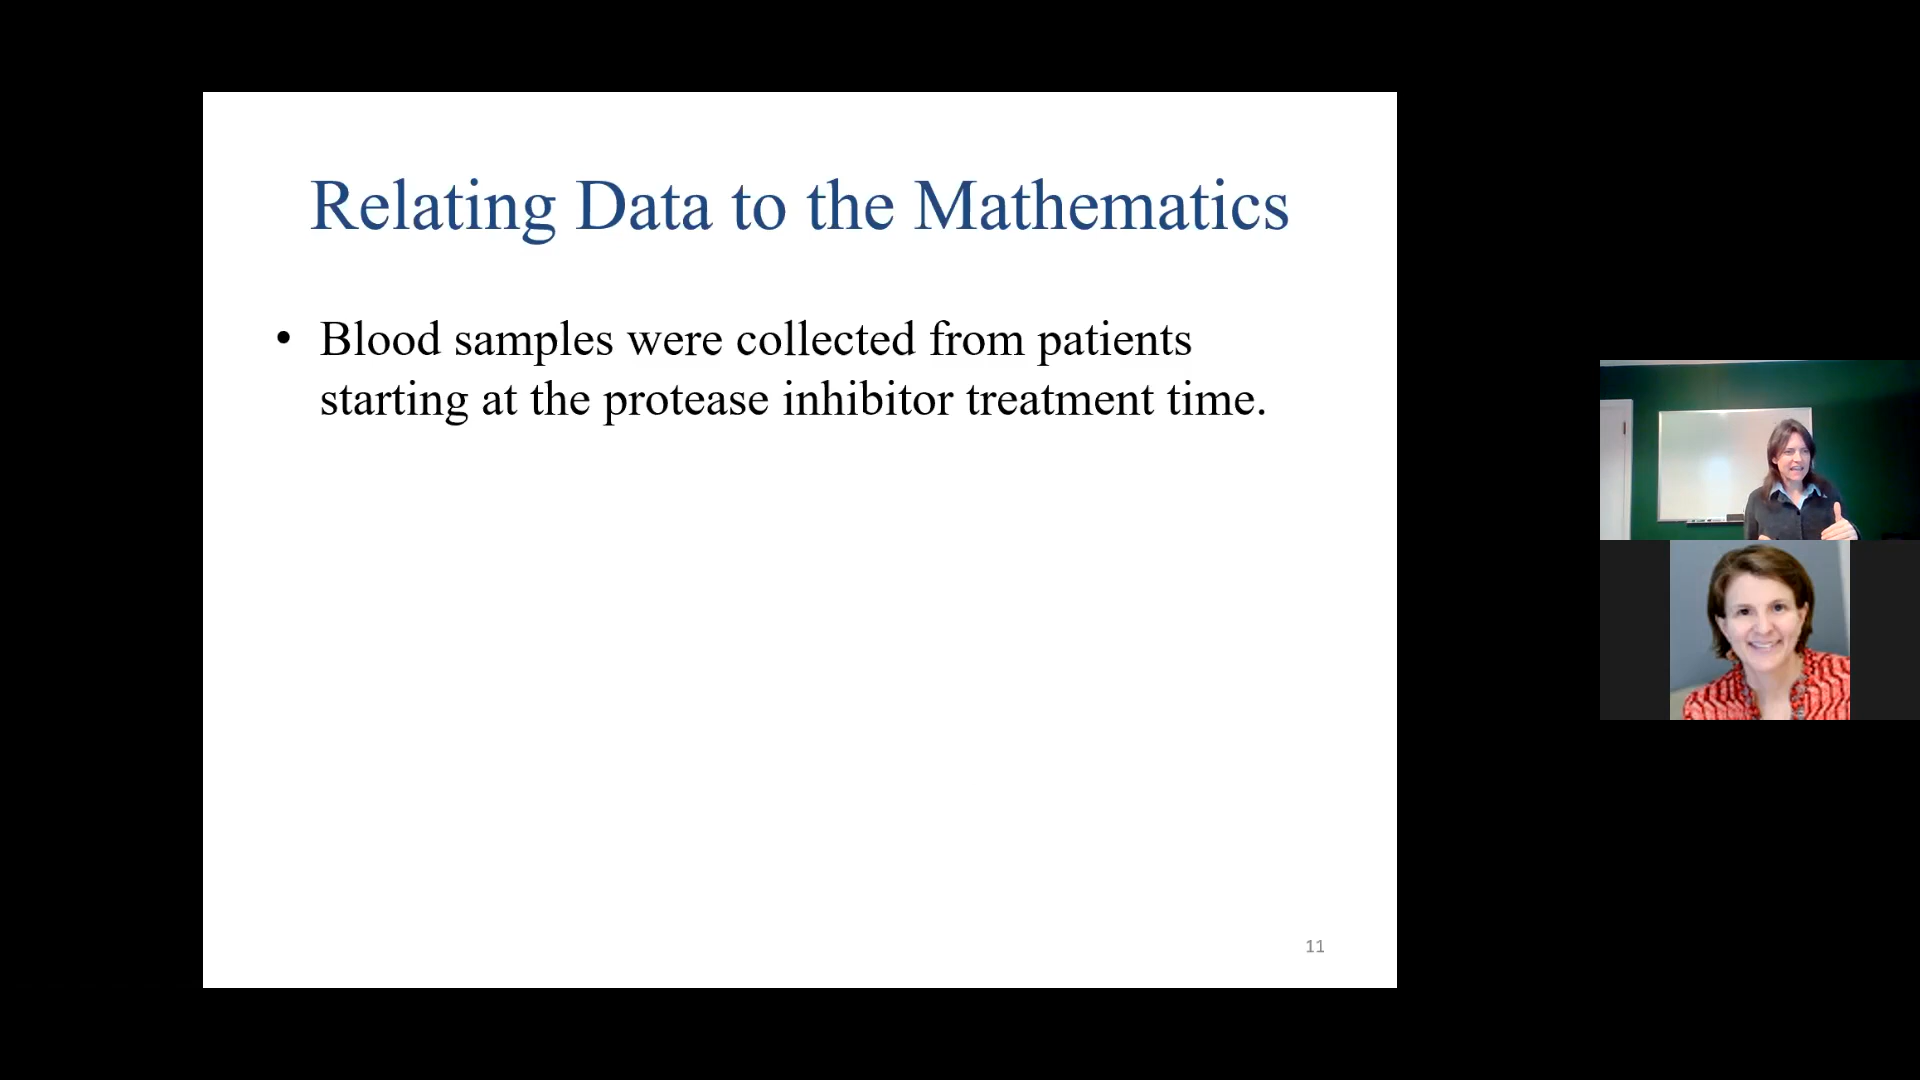 Relating Data to the Mathematics
• Blood samples were collected from patients
starting at the protease inhibitor treatment time.
11